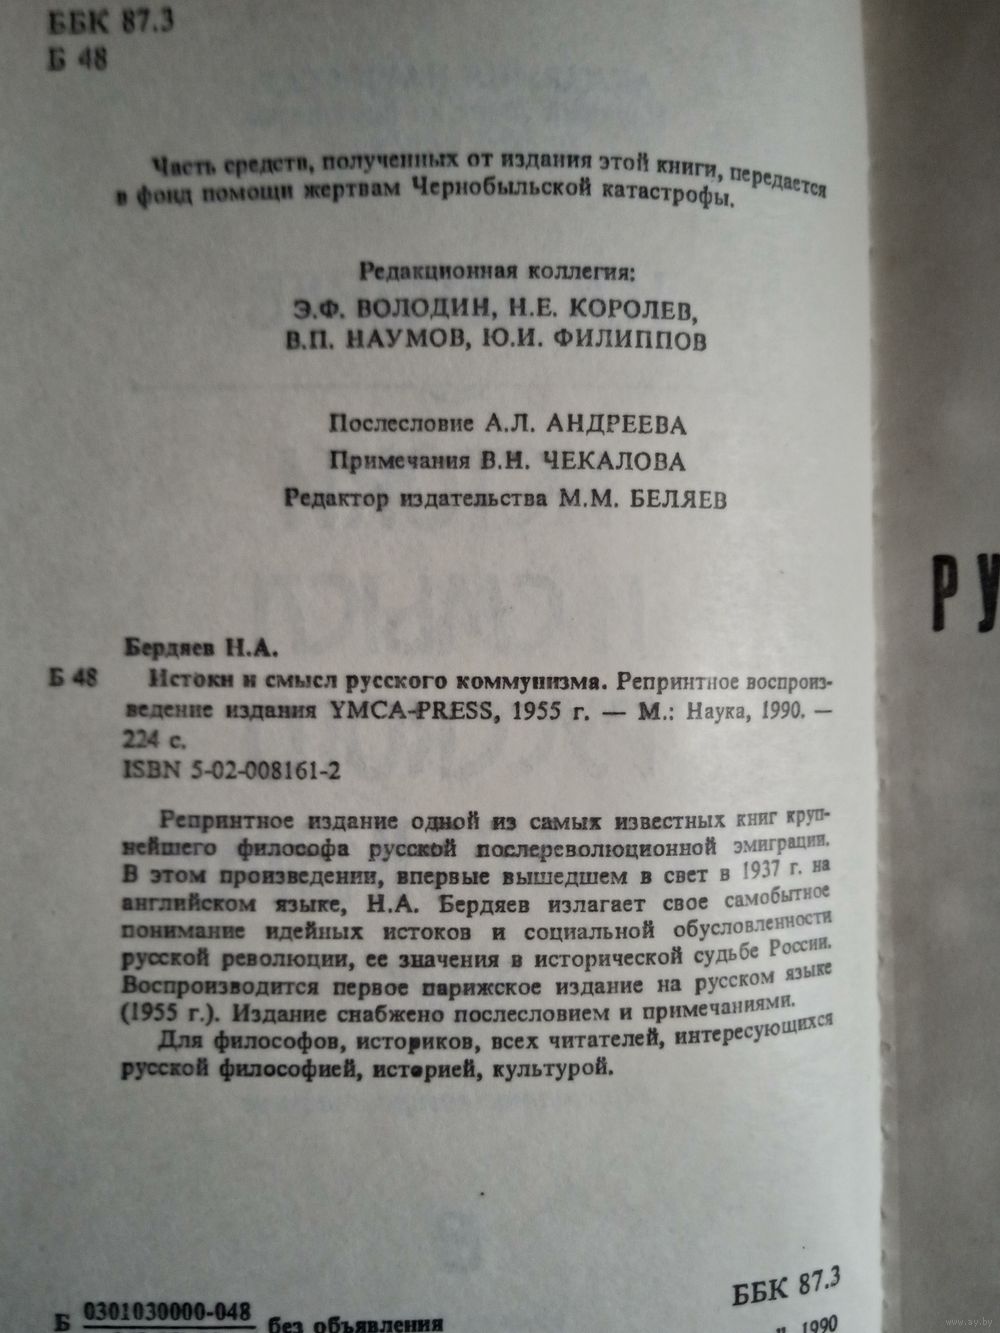 ББК 87.3
Б 48
Часть средств, полученных от издания этой книги, передается
в фонд помощи жертвам Чернобыльской катастрофы.
Редакционная коллегия:
Э.Ф. ВОЛОДИН, Н.Е. КОРОЛЕВ,
В.П. НАУМОВ, Ю.И. ФИЛИППОВ
Послесловие А.Л. АНДРЕЕВА
Примечания В.Н. ЧЕКАЛОВА
Редактор издательства М.М. БЕЛЯЕВ
РУ
Бердяев Н.А.
Б 48 Истоки и смысл русского коммунизма. Репринтное воспроиз-
ведение издания YMCA-PRESS, 1955 г. — М.: Наука, 1990. —
224 с.
ISBN 5-02-008161-2
Репринтное издание одной из самых известных книг круп-
нейшего философа русской послереволюционной эмиграции.
В этом произведении, впервые вышедшем в свет в 1937 г. на
английском языке, Н.А. Бердяев излагает свое самобытное
понимание идейных истоков и социальной обусловленности
русской революции, ее значения в исторической судьбе России.
Воспроизводится первое парижское издание на русском языке
(1955 г.). Издание снабжено послесловием и примечаниями.
Для философов, историков, всех читателей, интересующихся
русской философией, историей, культурой.
ББК 87.3
Б 0301030000-048 без объявления
1990
www.ay.by